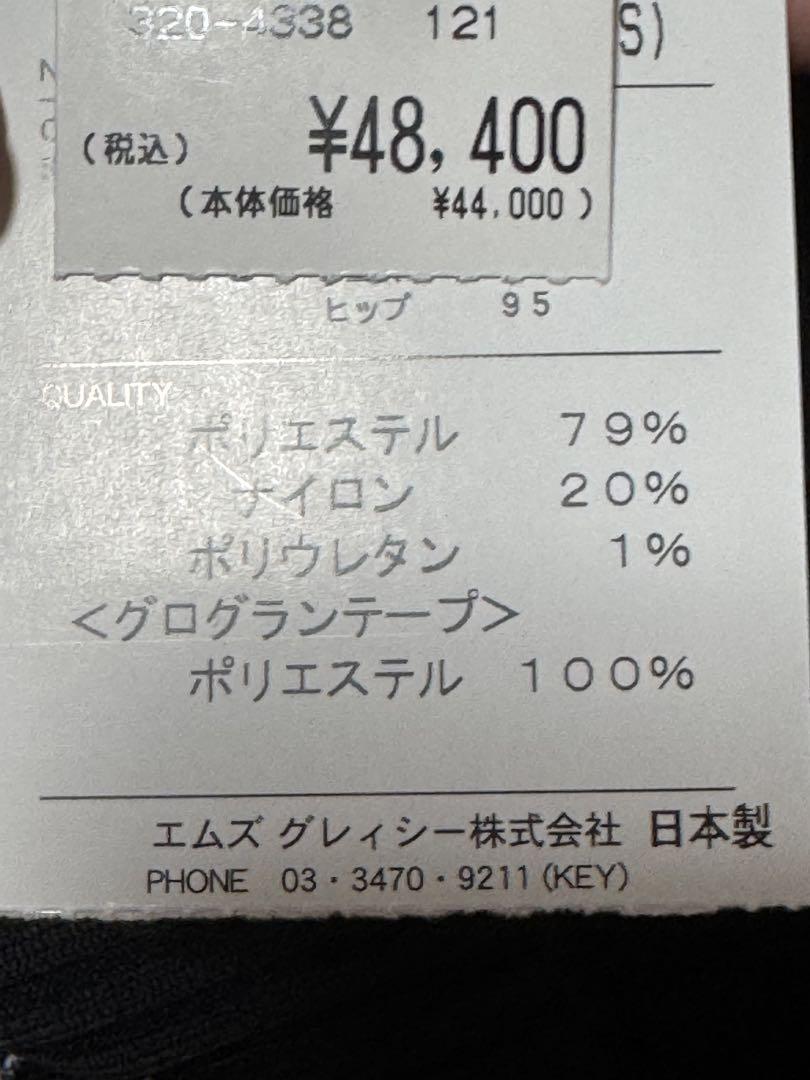 320-4338 121
S)
(税込) ¥48,400
(本体価格 ¥44,000)
ヒップ 95
QUALITY
ポリエステル 79%
ナイロン 20%
ポリウレタン 1%
<グログランテープ>
ポリエステル 100%
エムズ グレィシー株式会社 日本製
PHONE 03・3470・9211(KEY)